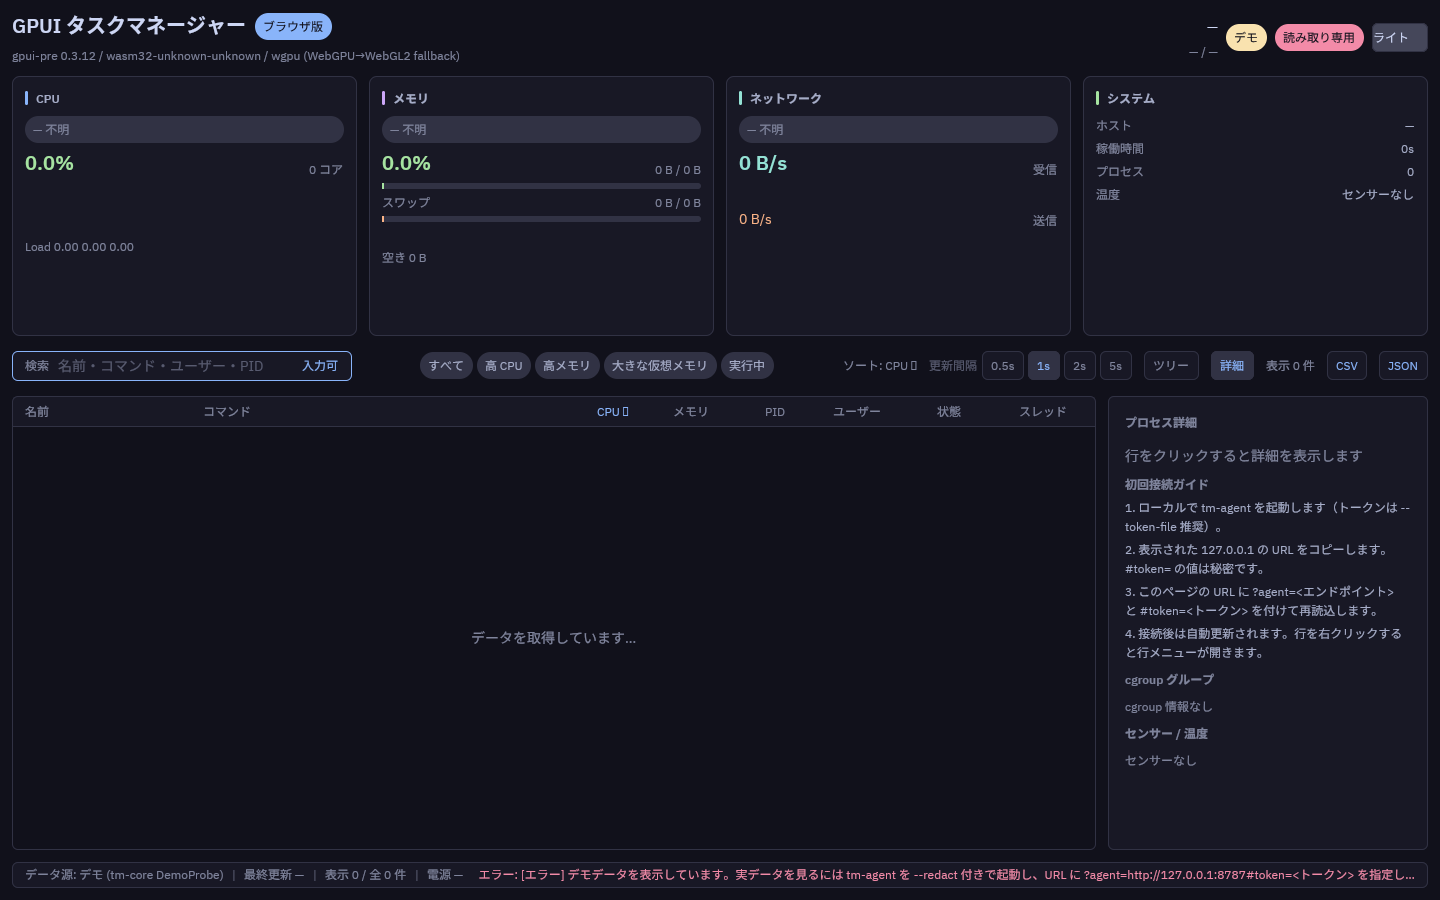 GPUI タスクマネージャー ブラウザ版
gpui-pre 0.3.12 / wasm32-unknown-unknown / wgpu (WebGPU→WebGL2 fallback)
—
— / —
デモ 読み取り専用 ライト
CPU
— 不明
0.0% 0 コア
Load 0.00 0.00 0.00
メモリ
— 不明
0.0% 0 B / 0 B
スワップ 0 B / 0 B
空き 0 B
ネットワーク
— 不明
0 B/s 受信
0 B/s 送信
システム
ホスト —
稼働時間 0s
プロセス 0
温度 センサーなし
検索 名前・コマンド・ユーザー・PID 入力可
すべて 高 CPU 高メモリ 大きな仮想メモリ 実行中
ソート: CPU 更新間隔 0.5s 1s 2s 5s ツリー 詳細 表示 0 件 CSV JSON
名前 コマンド CPU メモリ PID ユーザー 状態 スレッド
データを取得しています...
プロセス詳細
行をクリックすると詳細を表示します
初回接続ガイド
1. ローカルで tm-agent を起動します（トークンは --
token-file 推奨）。
2. 表示された 127.0.0.1 の URL をコピーします。
#token= の値は秘密です。
3. このページの URL に ?agent=<エンドポイント>
と #token=<トークン> を付けて再読込します。
4. 接続後は自動更新されます。行を右クリックする
と行メニューが開きます。
cgroup グループ
cgroup 情報なし
センサー / 温度
センサーなし
データ源: デモ (tm-core DemoProbe) | 最終更新 — | 表示 0 / 全 0 件 | 電源 — エラー: [エラー] デモデータを表示しています。実データを見るには tm-agent を --redact 付きで起動し、URL に ?agent=http://127.0.0.1:8787#token=<トークン> を指定し...